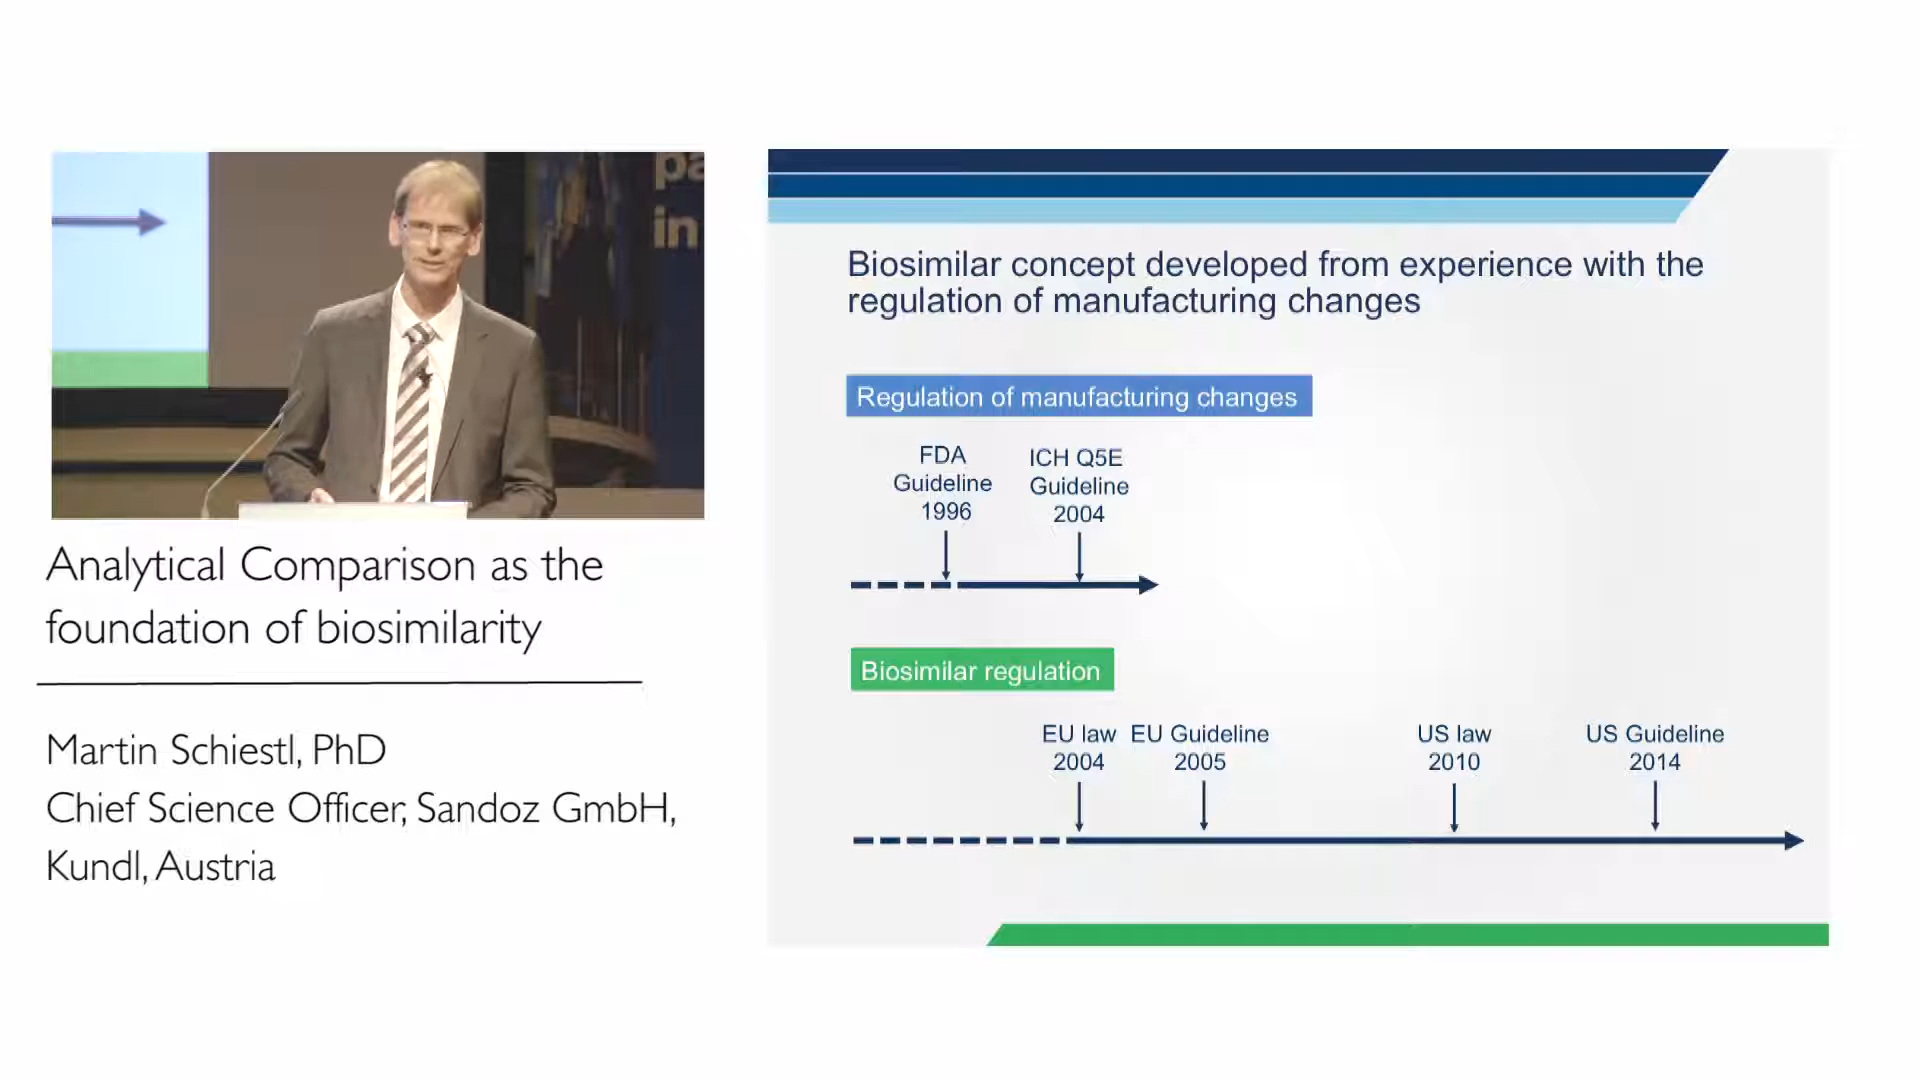 in
Analytical Comparison as the
foundation of biosimilarity
Martin Schiestl, PhD
Chief Science Officer, Sandoz GmbH,
Kundl, Austria
Biosimilar concept developed from experience with the
regulation of manufacturing changes
Regulation of manufacturing changes
FDA
Guideline
1996
ICH Q5E
Guideline
2004
Biosimilar regulation
EU law
2004
EU Guideline
2005
US law
2010
US Guideline
2014